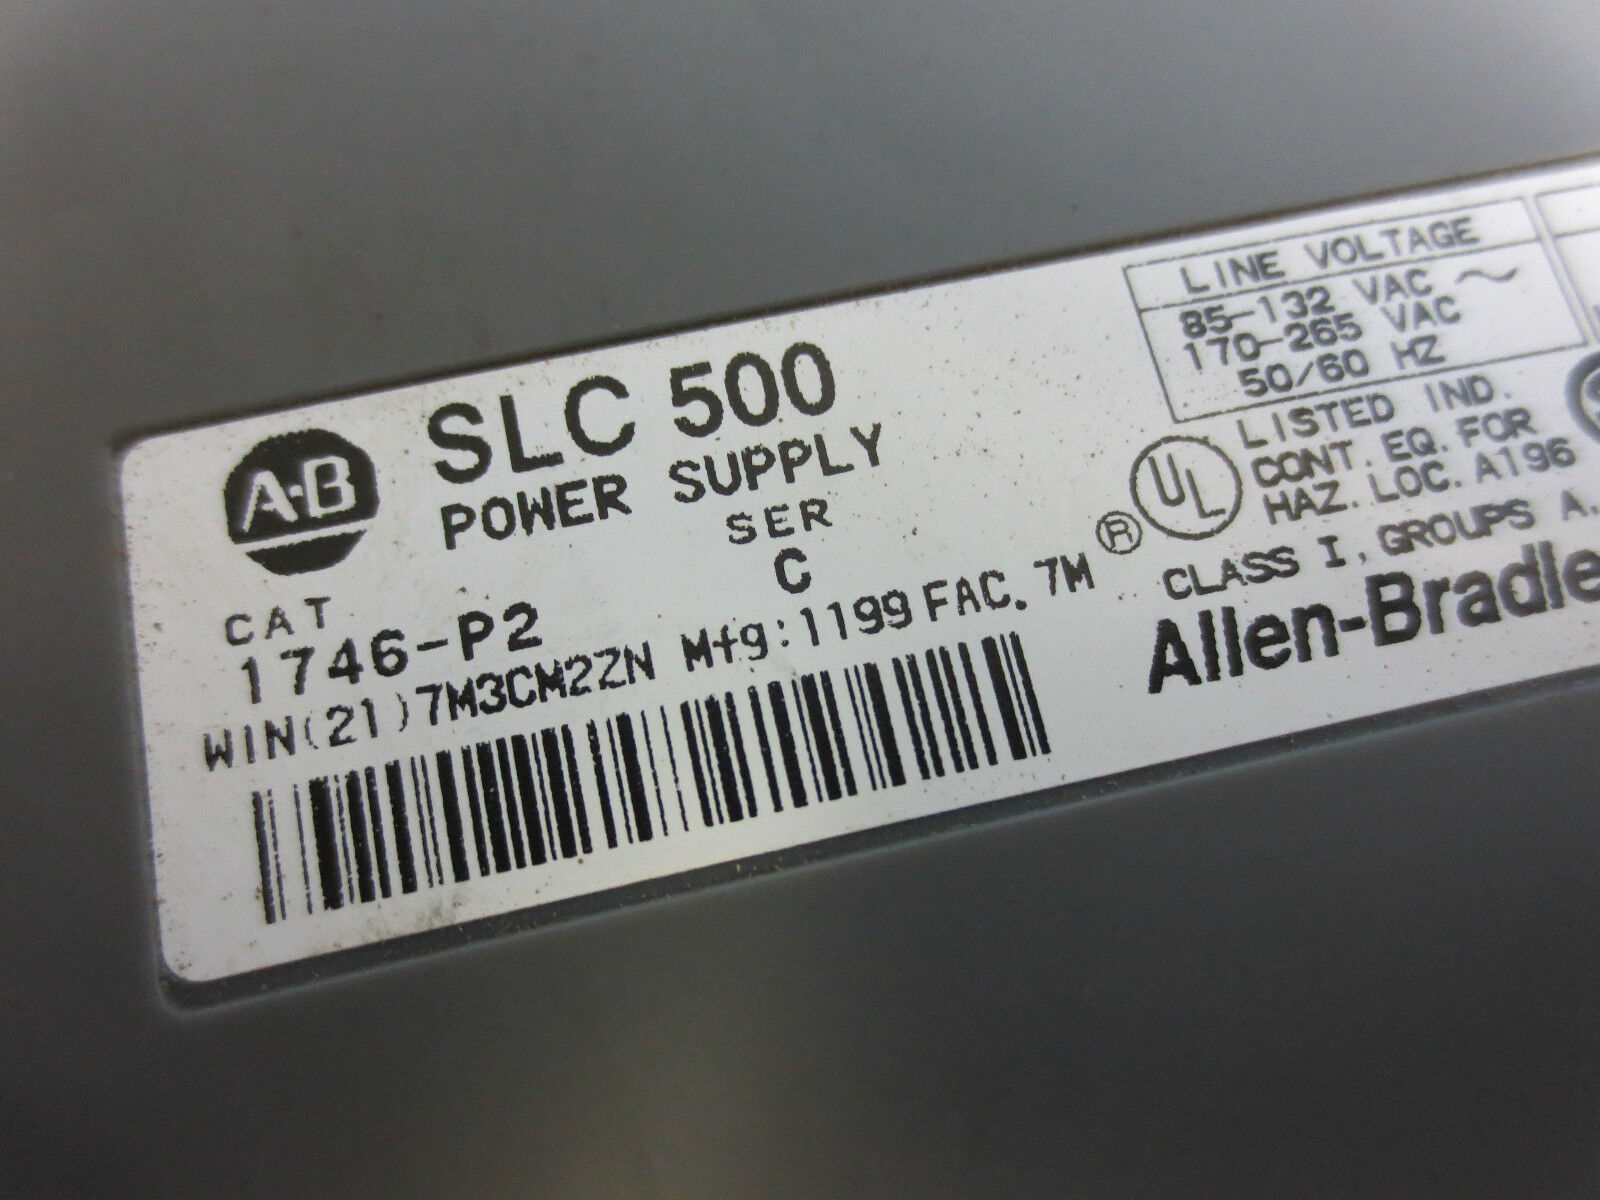 A-B
SLC 500
POWER SUPPLY
SER
C
CAT
1746-P2
WIN(21)7M3CM2ZN Mfg:1199 FAC. 7M
LINE VOLTAGE
85-132 VAC ~
170-265 VAC
50/60 HZ
UL
®
LISTED IND.
CONT. EQ. FOR
HAZ. LOC. A196
CLASS I, GROUPS A,
Allen-Bradle